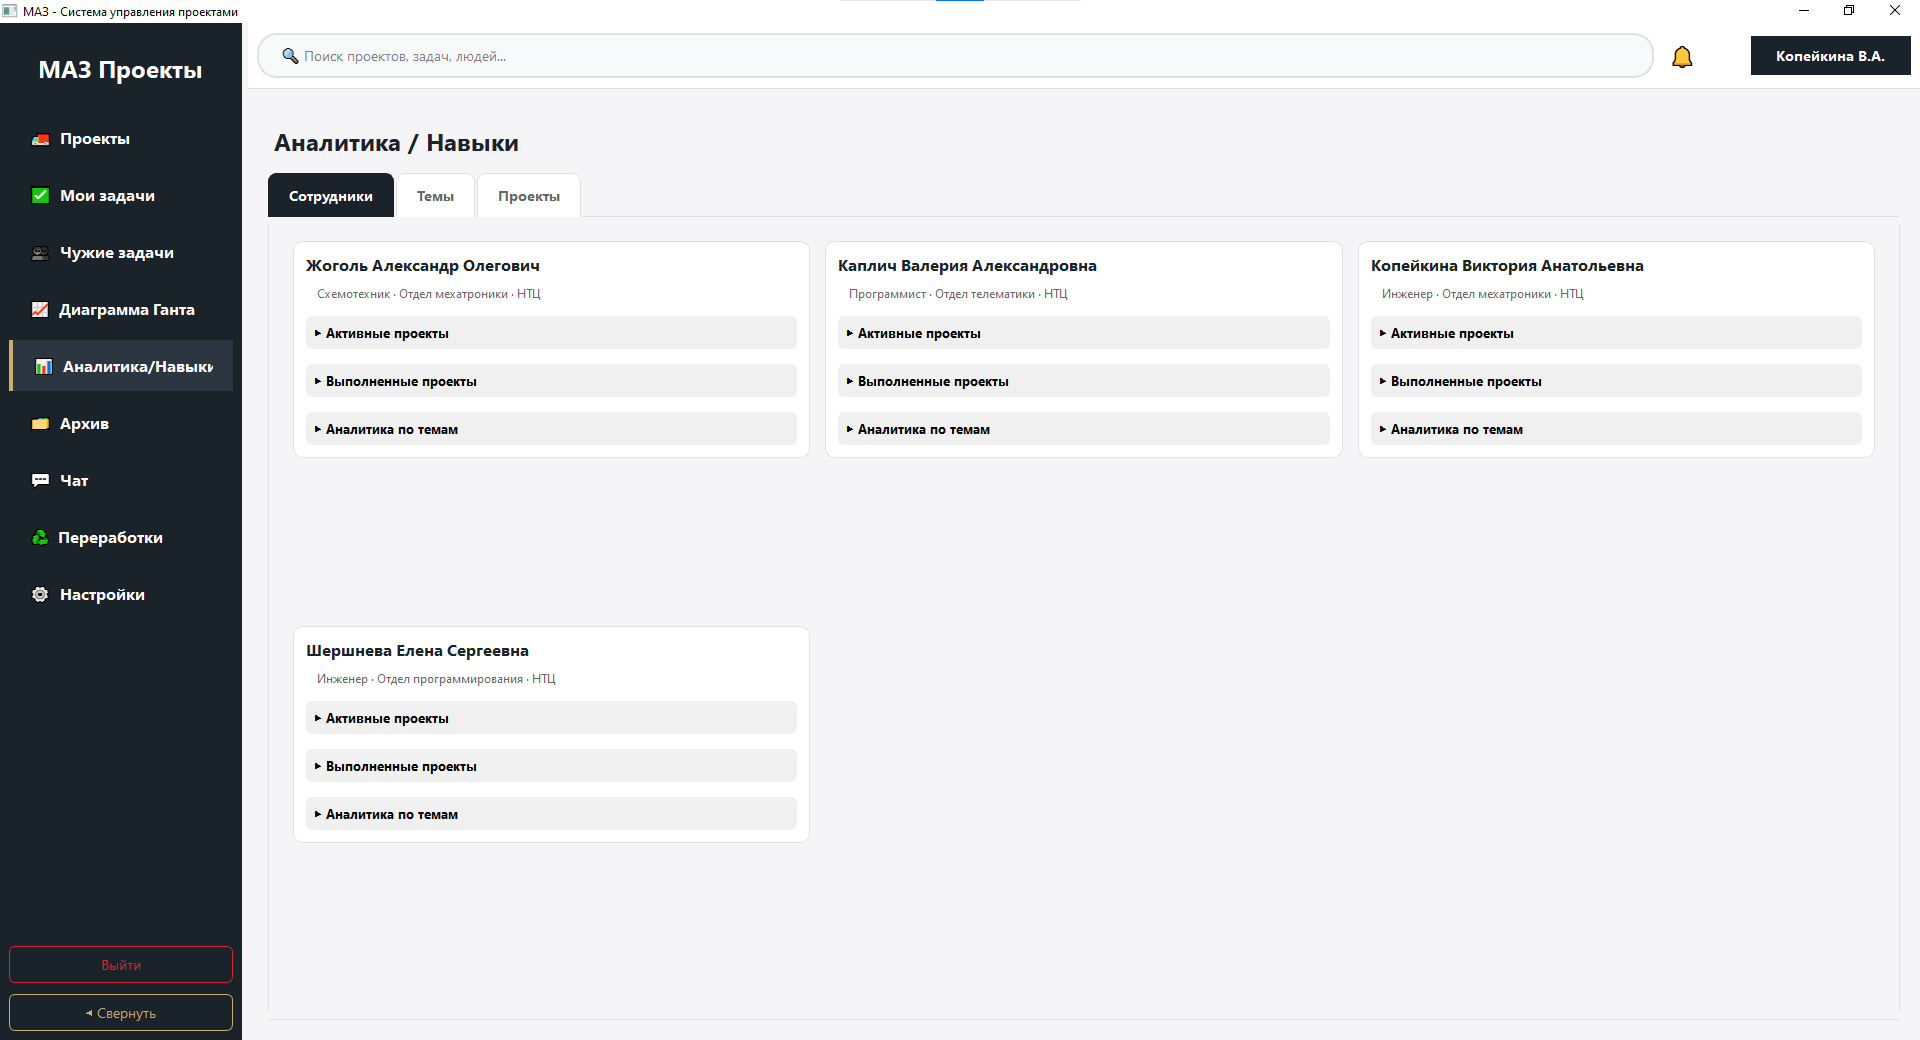 МАЗ - Система управления проектами
МАЗ Проекты
Проекты
Мои задачи
Чужие задачи
Диаграмма Ганта
Аналитика/Навыки
Архив
Чат
Переработки
Настройки
Выйти
Свернуть
Поиск проектов, задач, людей...
Копейкина В.А.
Аналитика / Навыки
Сотрудники
Темы
Проекты
Жоголь Александр Олегович
Схемотехник · Отдел мехатроники · НТЦ
Активные проекты
Выполненные проекты
Аналитика по темам
Каплич Валерия Александровна
Программист · Отдел телематики · НТЦ
Активные проекты
Выполненные проекты
Аналитика по темам
Копейкина Виктория Анатольевна
Инженер · Отдел мехатроники · НТЦ
Активные проекты
Выполненные проекты
Аналитика по темам
Шершнева Елена Сергеевна
Инженер · Отдел программирования · НТЦ
Активные проекты
Выполненные проекты
Аналитика по темам